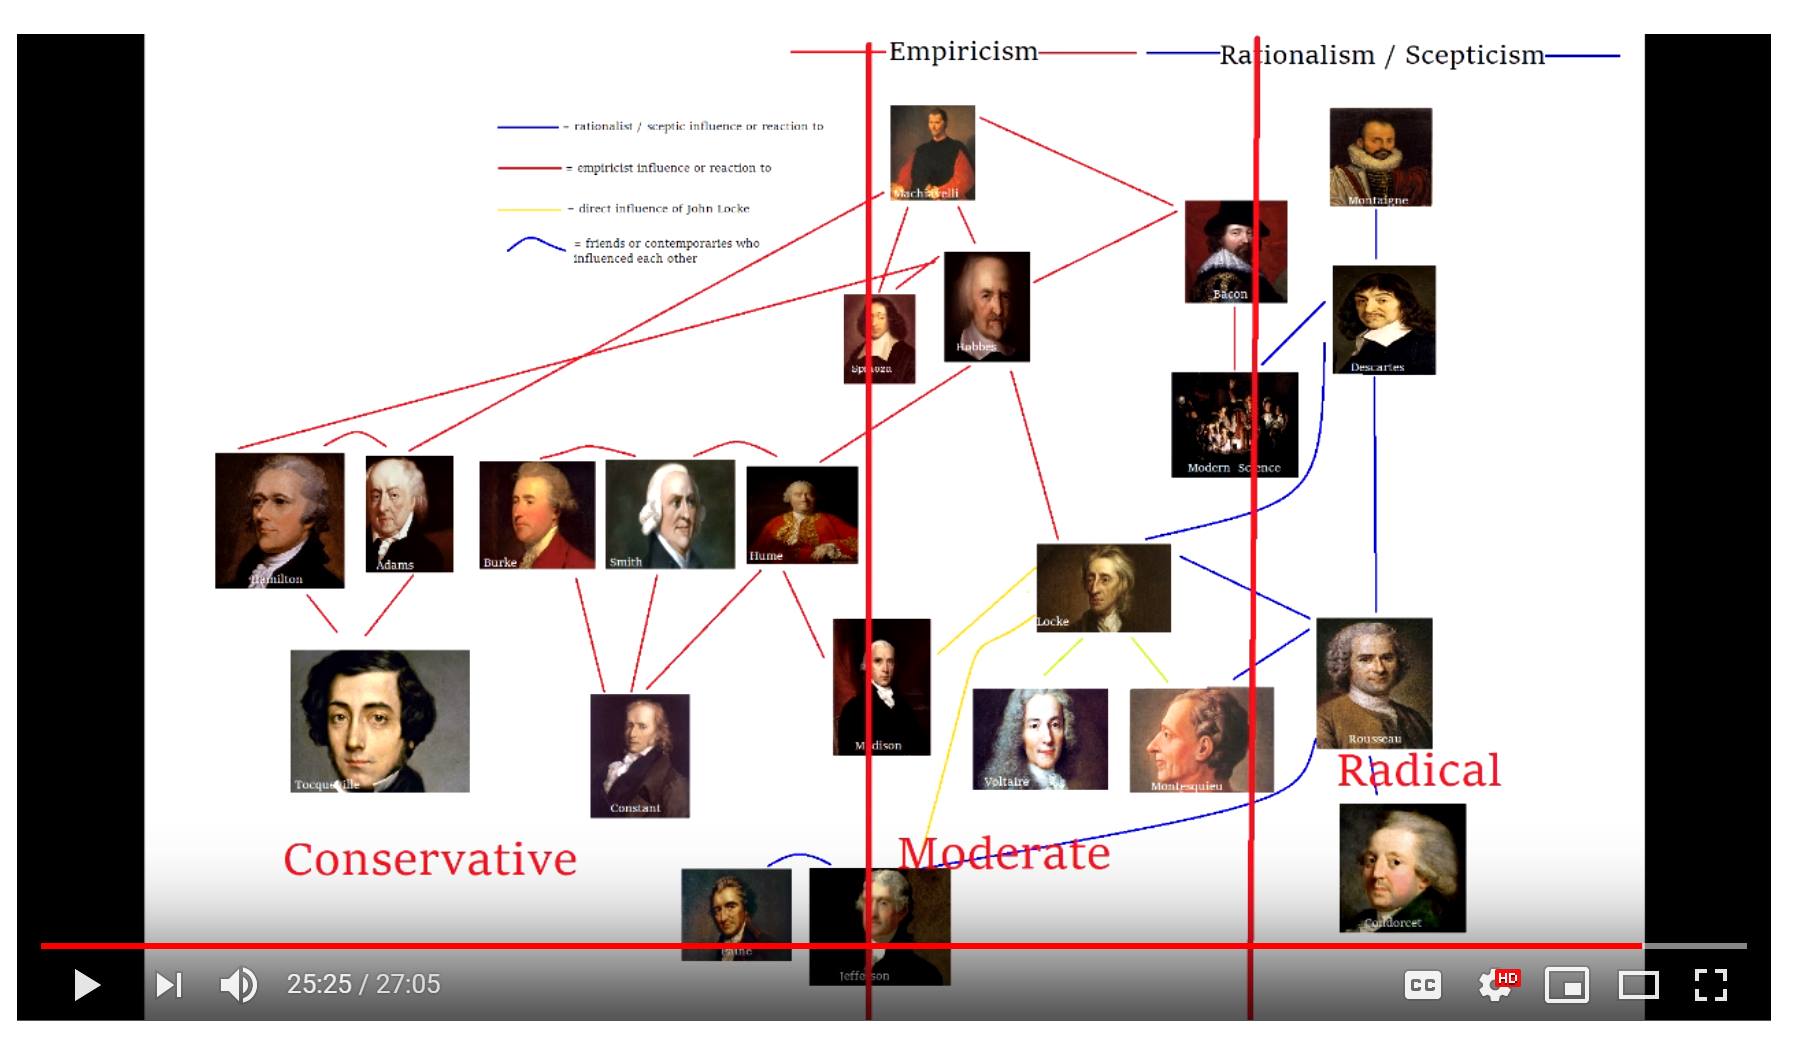 Empiricism
Rationalism / Scepticism
= rationalist / sceptic influence or reaction to
= empiricist influence or reaction to
= direct influence of John Locke
= friends or contemporaries who
influenced each other
Machiavelli
Montaigne
Bacon
Hobbes
Spinoza
Descartes
Modern Science
Hamilton
Adams
Burke
Smith
Hume
Locke
Madison
Rousseau
Tocqueville
Constant
Voltaire
Montesquieu
Radical
Conservative
Moderate
Paine
Jefferson
Condorcet
25:25 / 27:05
CC
HD